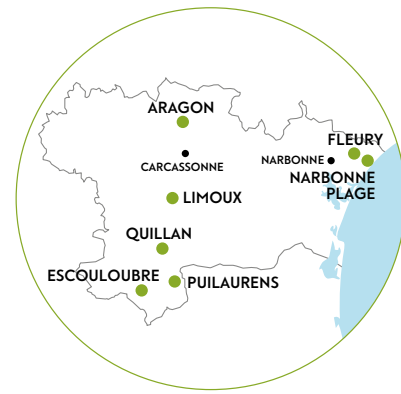 ARAGON
FLEURY
CARCASSONNE
NARBONNE
NARBONNE
PLAGE
LIMOUX
QUILLAN
ESCOULOUBRE
PUILAURENS